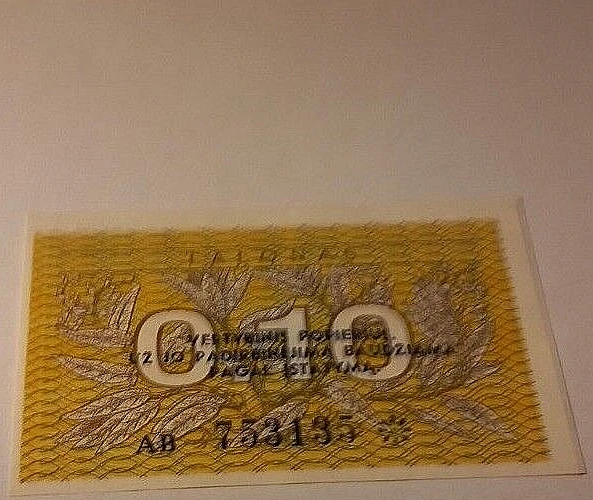 TALONAS
0.10
VERTYBINIS POPIERIUS
UŽ JO PADIRBINĖJIMĄ BAUDŽIAMA
PAGAL ĮSTATYMĄ
AB 753135